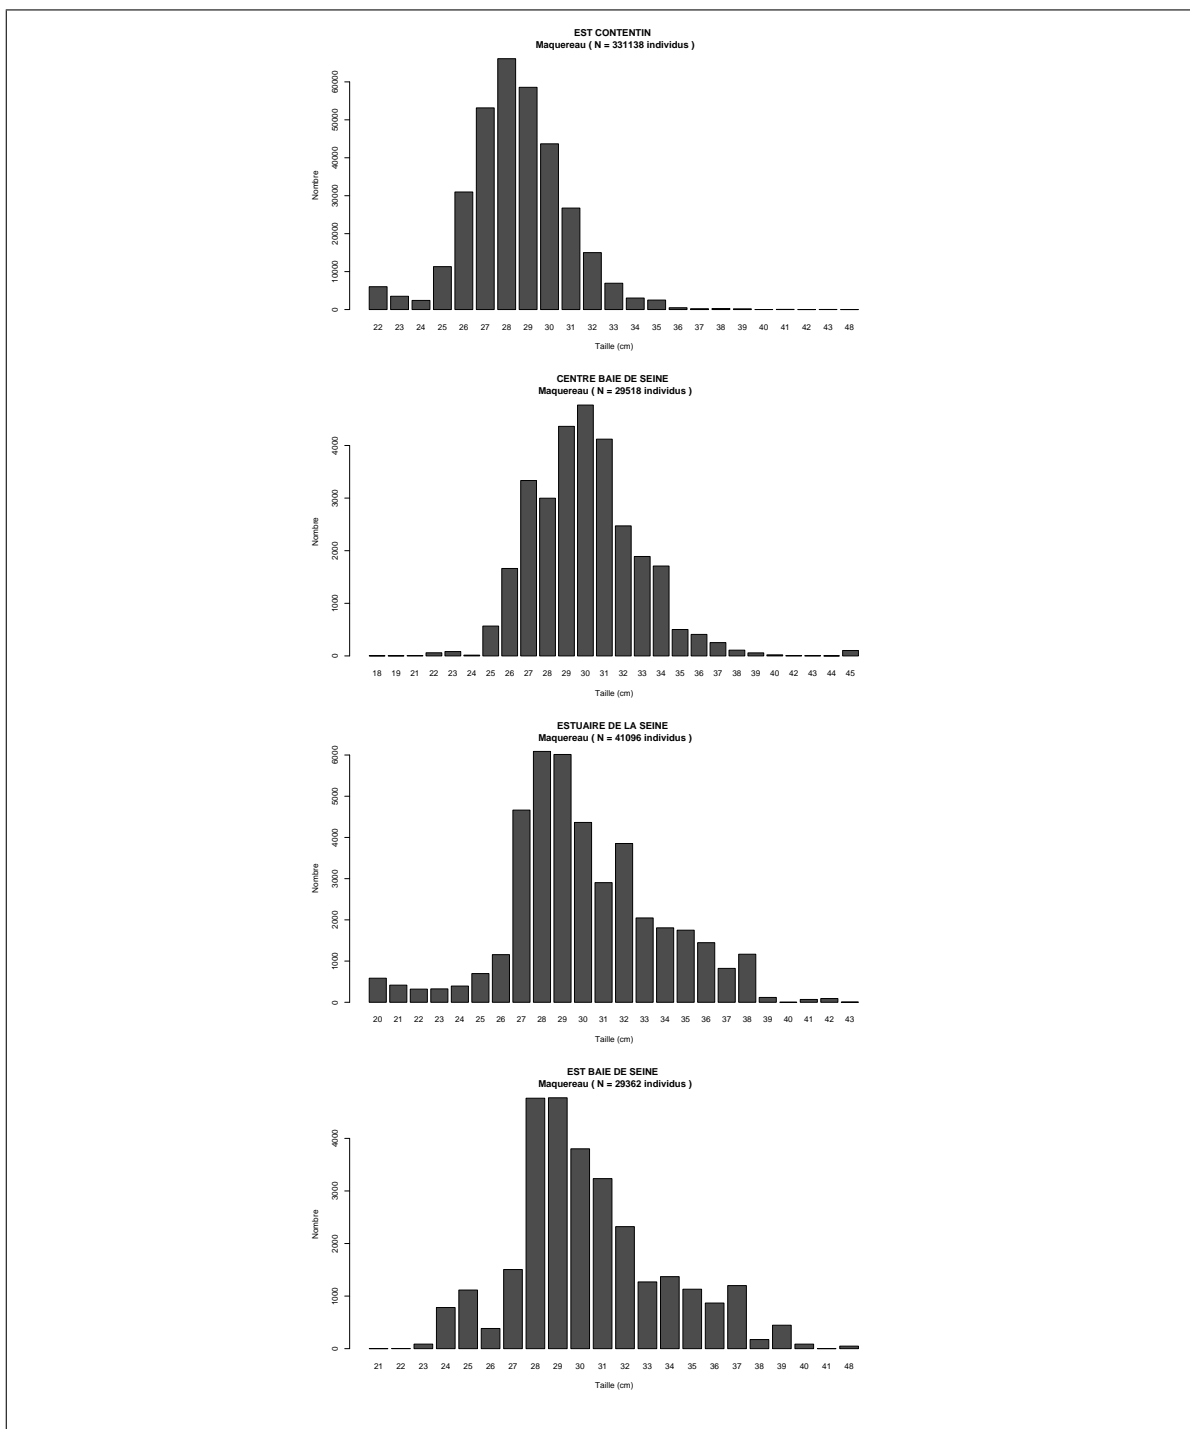 EST CONTENTIN
Maquereau ( N = 331138 individus )
Nombre
60000
50000
40000
30000
20000
10000
0
22 23 24 25 26 27 28 29 30 31 32 33 34 35 36 37 38 39 40 41 42 43 48
Taille (cm)
CENTRE BAIE DE SEINE
Maquereau ( N = 29518 individus )
Nombre
4000
3000
2000
1000
0
18 19 21 22 23 24 25 26 27 28 29 30 31 32 33 34 35 36 37 38 39 40 42 43 44 45
Taille (cm)
ESTUAIRE DE LA SEINE
Maquereau ( N = 41096 individus )
Nombre
6000
5000
4000
3000
2000
1000
0
20 21 22 23 24 25 26 27 28 29 30 31 32 33 34 35 36 37 38 39 40 41 42 43
Taille (cm)
EST BAIE DE SEINE
Maquereau ( N = 29362 individus )
Nombre
4000
3000
2000
1000
0
21 22 23 24 25 26 27 28 29 30 31 32 33 34 35 36 37 38 39 40 41 48
Taille (cm)